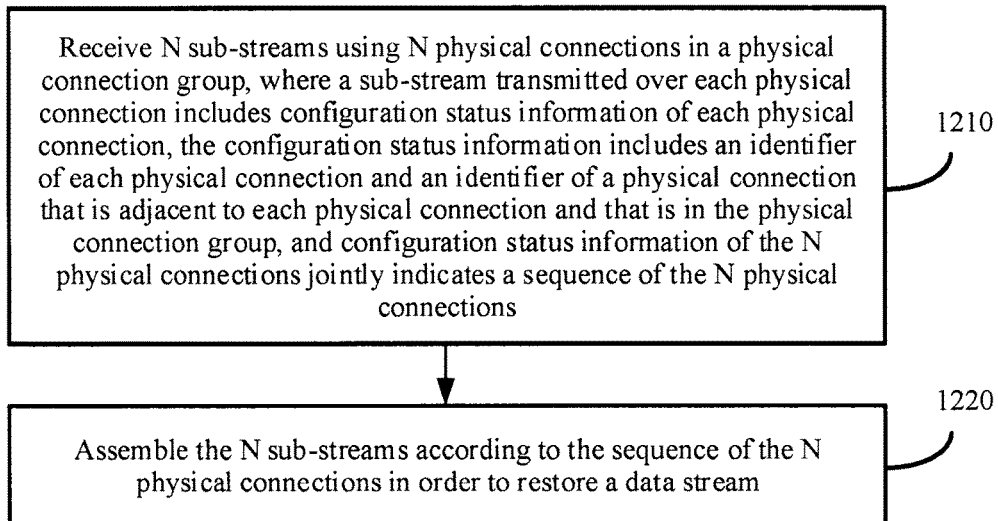 Receive N sub-streams using N physical connections in a physical
connection group, where a sub-stream transmitted over each physical
connection includes configuration status information of each physical
connection, the configuration status information includes an identifier
of each physical connection and an identifier of a physical connection
that is adjacent to each physical connection and that is in the physical
connection group, and configuration status information of the N
physical connections jointly indicates a sequence of the N physical
connections
1210
Assemble the N sub-streams according to the sequence of the N
physical connections in order to restore a data stream
1220